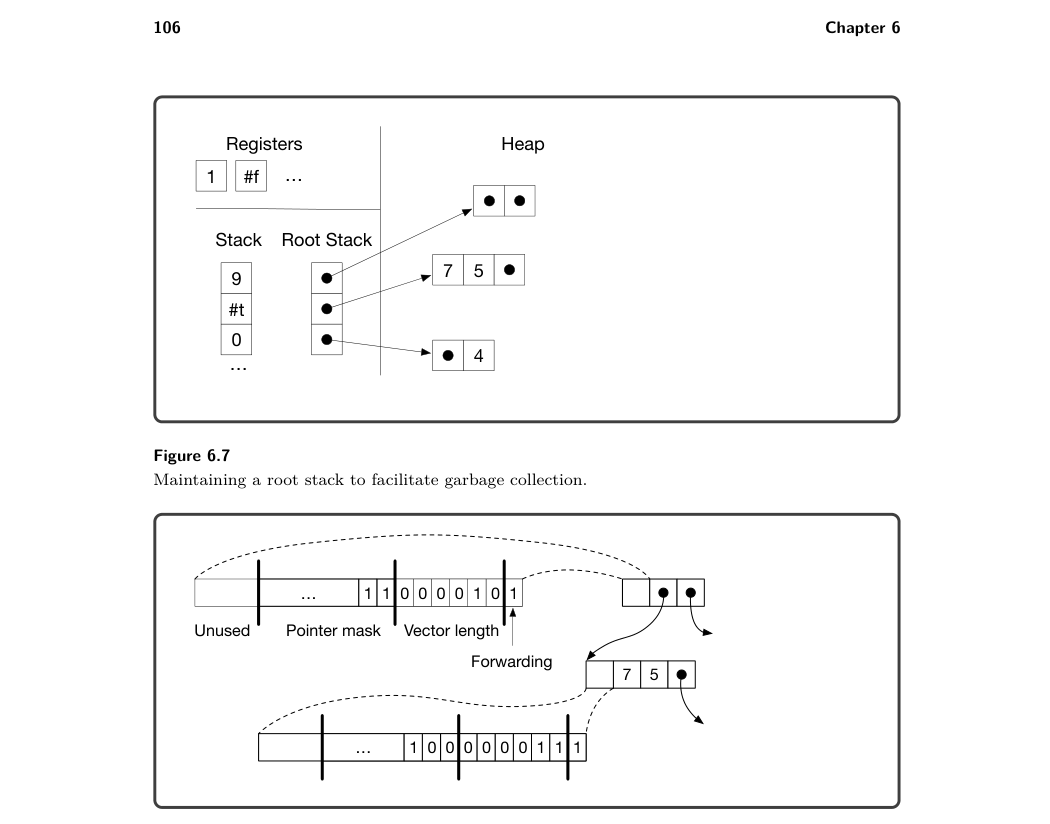 106 Chapter 6
Registers Heap
1 #f ...
Stack Root Stack
9
7 5
#t
0
4
...
Figure 6.7
Maintaining a root stack to facilitate garbage collection.
... 1 1 0 0 0 0 1 0 1
Unused Pointer mask Vector length
Forwarding
7 5
... 1 0 0 0 0 0 0 1 1 1